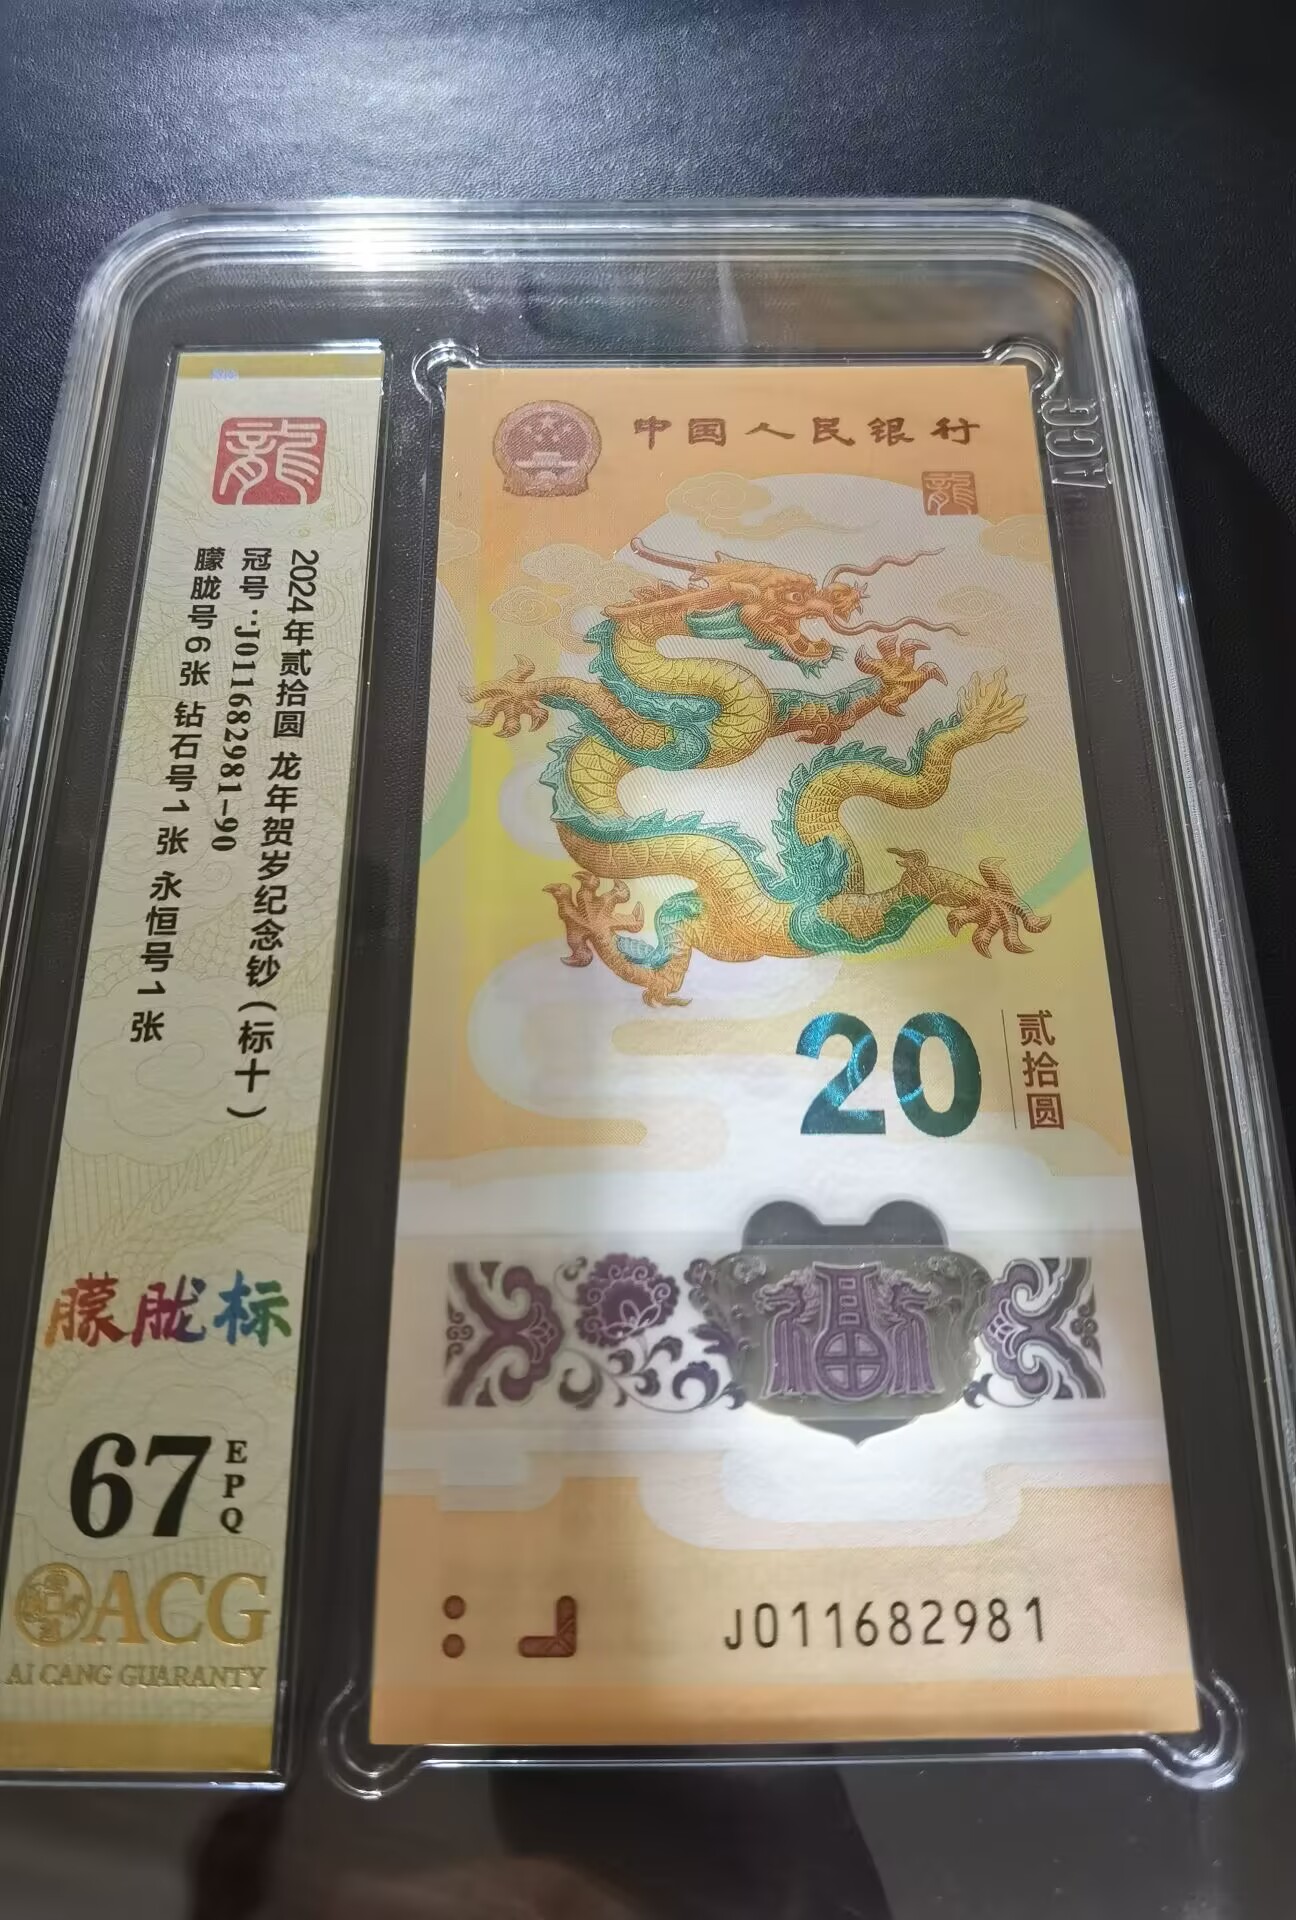 龍
2024年贰拾圆 龙年贺岁纪念钞(标十)
冠号:J011682981-90
朦胧号6张 钻石号1张 永恒号1张
朦胧标
67
EPQ
ACG
AI CANG GUARANTY
中国人民银行
龍
20
贰拾圆
福
J011682981
ACG